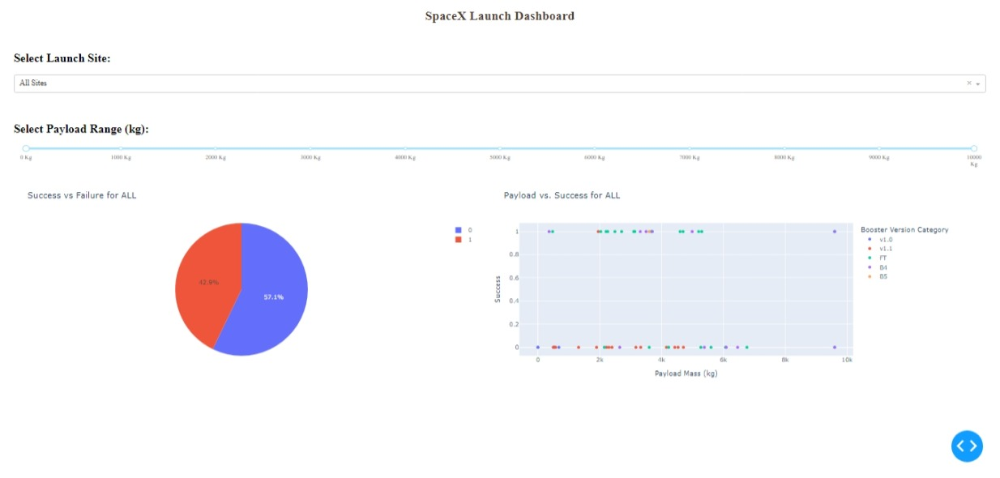 SpaceX Launch Dashboard
Select Launch Site:
All Sites
×
Select Payload Range (kg):
0 Kg 1000 Kg 2000 Kg 3000 Kg 4000 Kg 5000 Kg 6000 Kg 7000 Kg 8000 Kg 9000 Kg 10000
Kg
Success vs Failure for ALL
0
1
42.9%
57.1%
Payload vs. Success for ALL
1
0.8
0.6
0.4
0.2
0
Success
0 2k 4k 6k 8k 10k
Payload Mass (kg)
Booster Version Category
v1.0
v1.1
FT
B4
B5